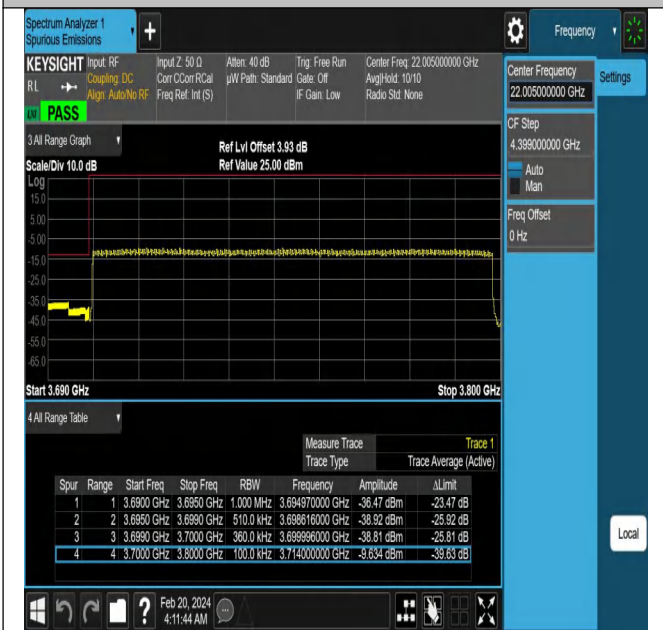 Spectrum Analyzer 1
Spurious Emissions
+
Frequency
KEYSIGHT
RL
Input: RF
Coupling: DC
Align: Auto/No RF
Input Z: 50 Ω
Corr CCorr RCal
Freq Ref: Int (S)
Atten: 40 dB
µW Path: Standard
Trig: Free Run
Gate: Off
IF Gain: Low
Center Freq: 22.005000000 GHz
Avg|Hold: 10/10
Radio Std: None
PASS
Center Frequency
22.005000000 GHz
Settings
CF Step
4.399000000 GHz
Auto
Man
Freq Offset
0 Hz
3 All Range Graph
Scale/Div 10.0 dB
Ref Lvl Offset 3.93 dB
Ref Value 25.00 dBm
Log
15.0
5.00
-5.00
-15.0
-25.0
-35.0
-45.0
-55.0
-65.0
Start 3.690 GHz
Stop 3.800 GHz
4 All Range Table
Measure Trace Trace 1
Trace Type Trace Average (Active)
Spur Range Start Freq Stop Freq RBW Frequency Amplitude ΔLimit
1 1 3.6900 GHz 3.6950 GHz 1.000 MHz 3.694970000 GHz -36.47 dBm -23.47 dB
2 2 3.6950 GHz 3.6990 GHz 510.0 kHz 3.698616000 GHz -38.92 dBm -25.92 dB
3 3 3.6990 GHz 3.7000 GHz 360.0 kHz 3.699996000 GHz -38.81 dBm -25.81 dB
4 4 3.7000 GHz 3.8000 GHz 100.0 kHz 3.714000000 GHz -9.634 dBm -39.63 dB
Local
?
Feb 20, 2024
4:11:44 AM